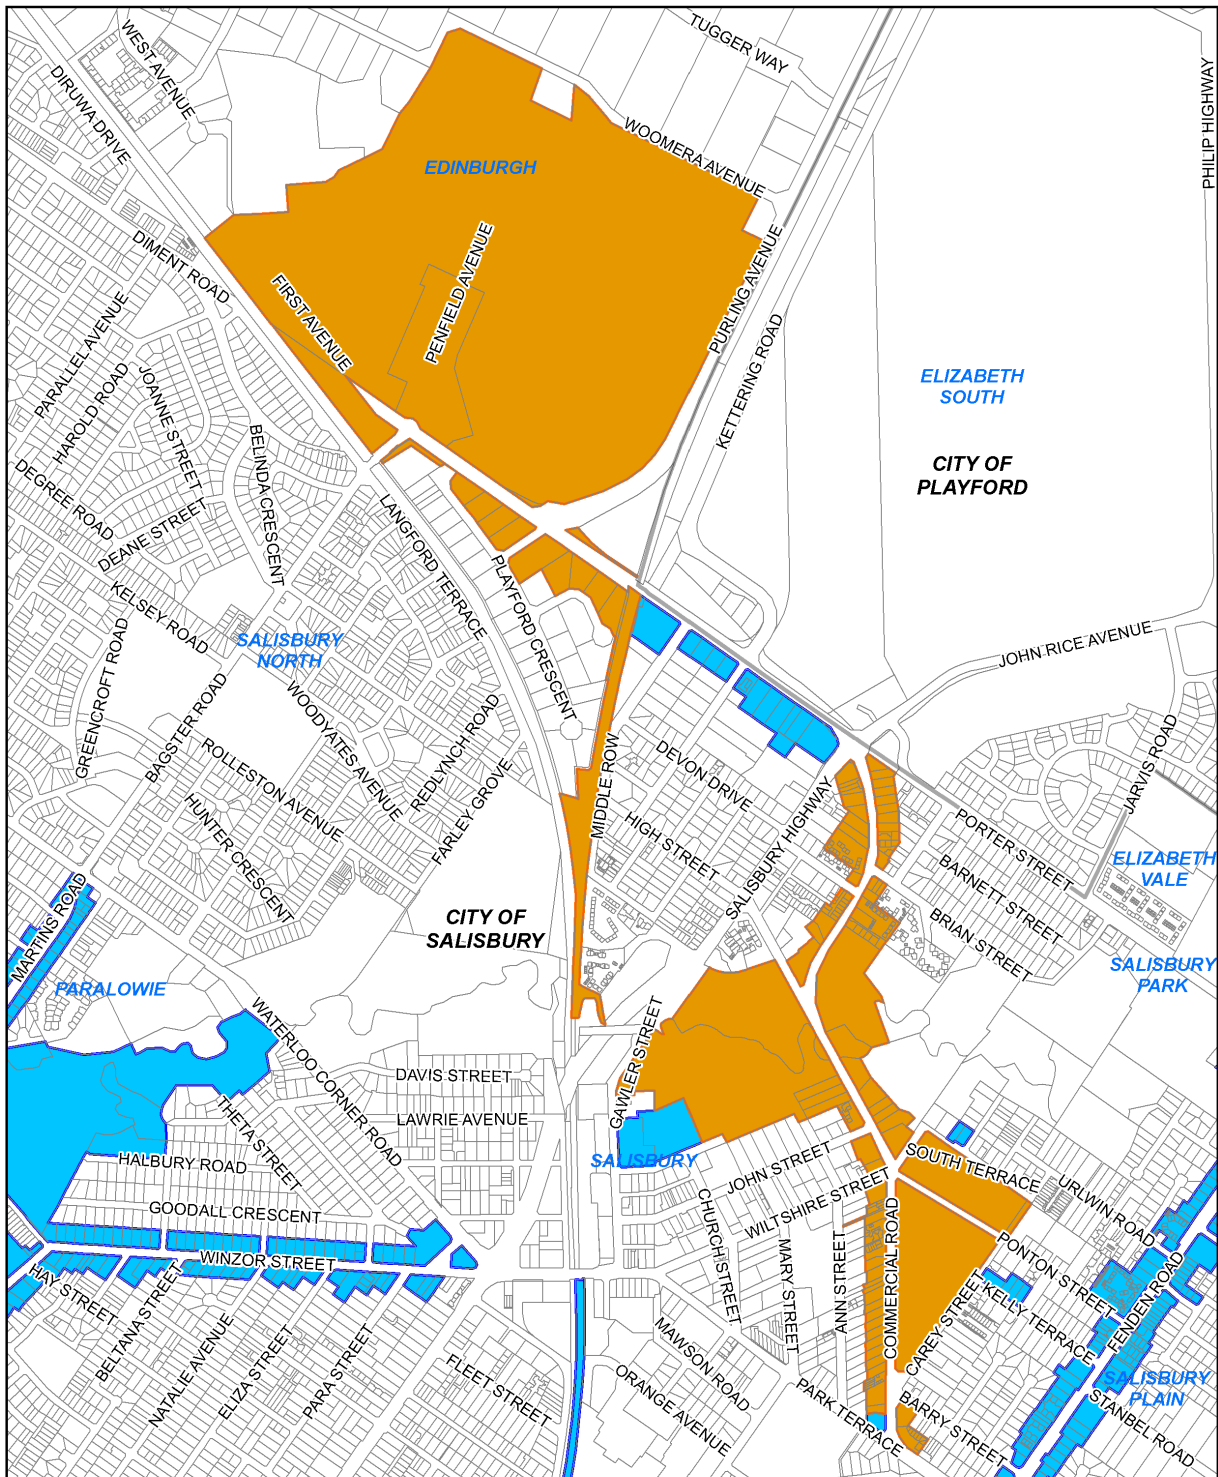 TUGGER WAY
WEST AVENUE
PHILIP HIGHWAY
DIRUWA DRIVE
WOOMERA AVENUE
EDINBURGH
DIMENT ROAD
PENFIELD AVENUE
FIRST AVENUE
PURLING AVENUE
KETTERING ROAD
PARALLEL AVENUE
HAROLD ROAD
JOANNE STREET
ELIZABETH
SOUTH
BELINDA CRESCENT
CITY OF
PLAYFORD
DEGREE ROAD
DEANE STREET
LANGFORD TERRACE
PLAYFORD CRESCENT
KELSEY ROAD
SALISBURY
NORTH
JOHN RICE AVENUE
GREENCROFT ROAD
BAGSTER ROAD
WOODYATES AVENUE
REDLYNCH ROAD
ROLLESTON AVENUE
FARLEY GROVE
HUNTER CRESCENT
MIDDLE ROW
DEVON DRIVE
HIGH STREET
SALISBURY HIGHWAY
JARVIS ROAD
PORTER STREET
BARNETT STREET
BRIAN STREET
ELIZABETH
VALE
MARTINS ROAD
CITY OF
SALISBURY
SALISBURY
PARK
PARALOWIE
WATERLOO CORNER ROAD
GAWLER STREET
DAVIS STREET
LAWRIE AVENUE
THETA STREET
HALBURY ROAD
SALISBURY
JOHN STREET
SOUTH TERRACE
URLWIN ROAD
GOODALL CRESCENT
CHURCH STREET
WILTSHIRE STREET
COMMERCIAL ROAD
WINZOR STREET
HAY STREET
BELTANA STREET
MARY STREET
ANN STREET
PONTON STREET
CAREY STREET
KELLY TERRACE
FENDEN ROAD
NATALIE AVENUE
ELIZA STREET
PARA STREET
FLEET STREET
MAWSON ROAD
ORANGE AVENUE
PARK TERRACE
BARRY STREET
SALISBURY
PLAIN
STANBEL ROAD